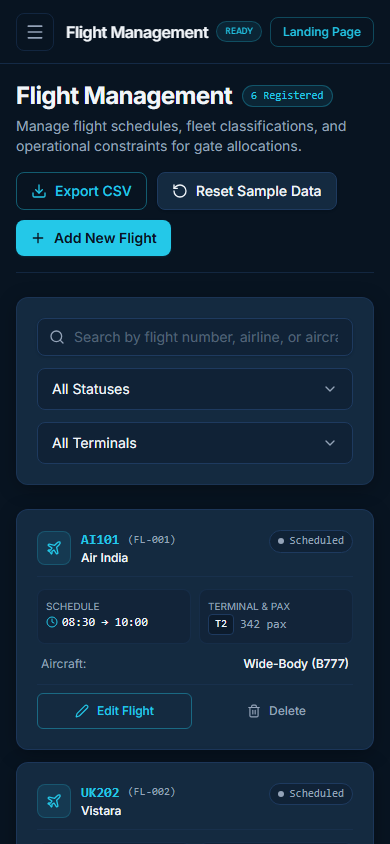 Flight Management
READY
Landing Page
Flight Management
6 Registered
Manage flight schedules, fleet classifications, and
operational constraints for gate allocations.
Export CSV
Reset Sample Data
Add New Flight
Search by flight number, airline, or aircra
All Statuses
All Terminals
AI101 (FL-001)
Scheduled
Air India
SCHEDULE
08:30 → 10:00
TERMINAL & PAX
T2 342 pax
Aircraft:
Wide-Body (B777)
Edit Flight
Delete
UK202 (FL-002)
Scheduled
Vistara